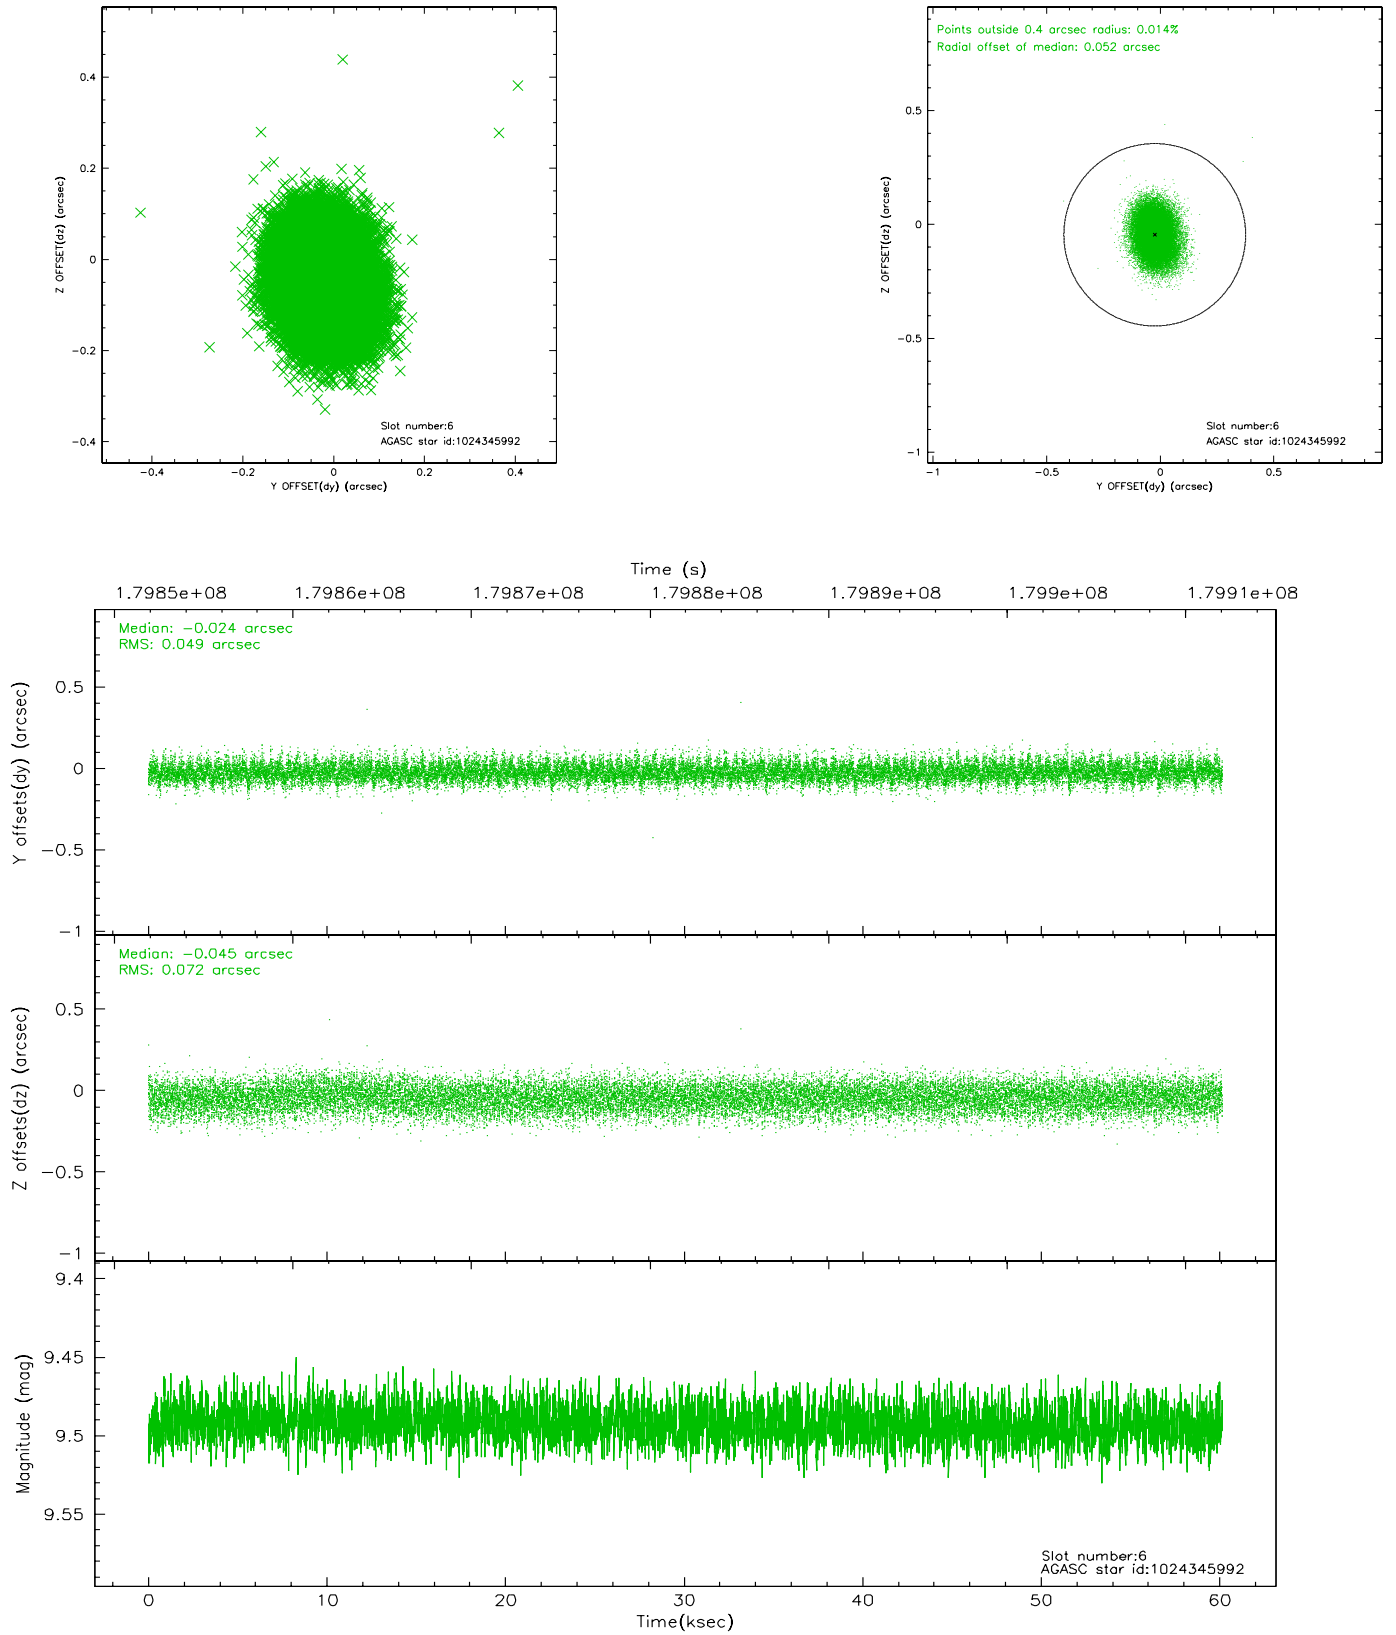 0.4
0.2
0
−0.2
−0.4
Z OFFSET(dz) (arcsec)
Slot number:6
AGASC star id:1024345992
−0.4 −0.2 0 0.2 0.4
Y OFFSET(dy) (arcsec)
Points outside 0.4 arcsec radius: 0.014%
Radial offset of median: 0.052 arcsec
0.5
0
−0.5
−1
Z OFFSET(dz) (arcsec)
Slot number:6
AGASC star id:1024345992
−1 −0.5 0 0.5
Y OFFSET(dy) (arcsec)
Time (s)
1.7985e+08 1.7986e+08 1.7987e+08 1.7988e+08 1.7989e+08 1.799e+08 1.7991e+08
Median: −0.024 arcsec
RMS: 0.049 arcsec
0.5
0
−0.5
−1
Y offsets(dy) (arcsec)
Median: −0.045 arcsec
RMS: 0.072 arcsec
0.5
0
−0.5
−1
Z offsets(dz) (arcsec)
9.4
9.45
9.5
9.55
Magnitude (mag)
Slot number:6
AGASC star id:1024345992
0 10 20 30 40 50 60
Time(ksec)